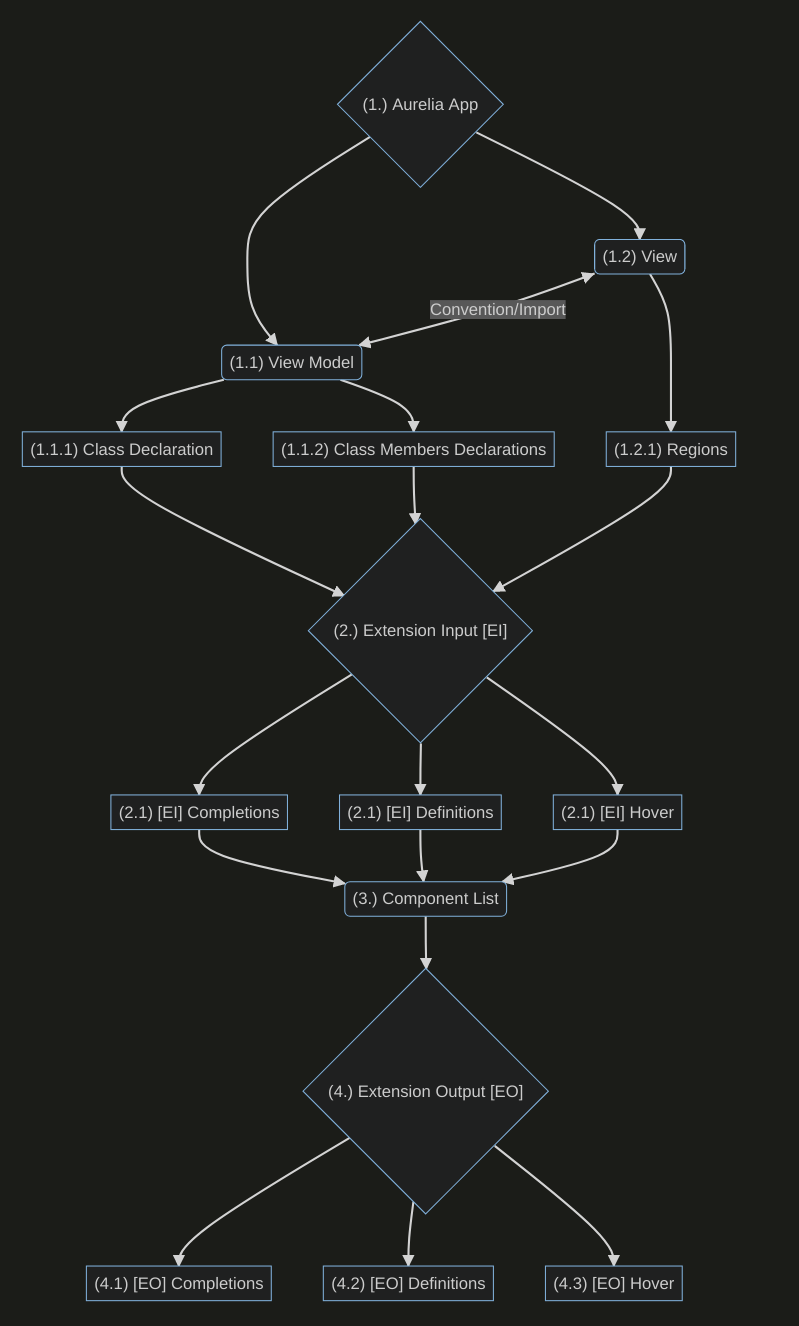 (1.) Aurelia App
(1.2) View
Convention/Import
(1.1) View Model
(1.1.1) Class Declaration
(1.1.2) Class Members Declarations
(1.2.1) Regions
(2.) Extension Input [EI]
(2.1) [EI] Completions
(2.1) [EI] Definitions
(2.1) [EI] Hover
(3.) Component List
(4.) Extension Output [EO]
(4.1) [EO] Completions
(4.2) [EO] Definitions
(4.3) [EO] Hover